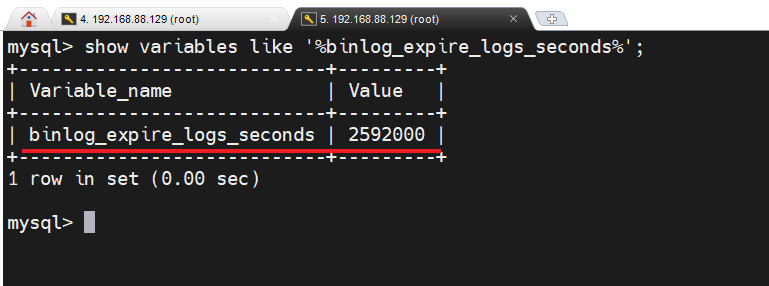 4. 192.168.88.129 (root)
5. 192.168.88.129 (root)
mysql> show variables like '%binlog_expire_logs_seconds%';
+----------------------------+---------+
| Variable_name              | Value   |
+----------------------------+---------+
| binlog_expire_logs_seconds | 2592000 |
+----------------------------+---------+
1 row in set (0.00 sec)
mysql>